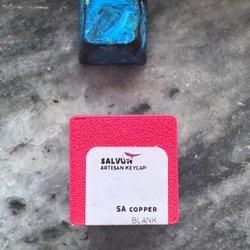 SALVUN
ARTISAN KEYCAP
SA COPPER
BLANK